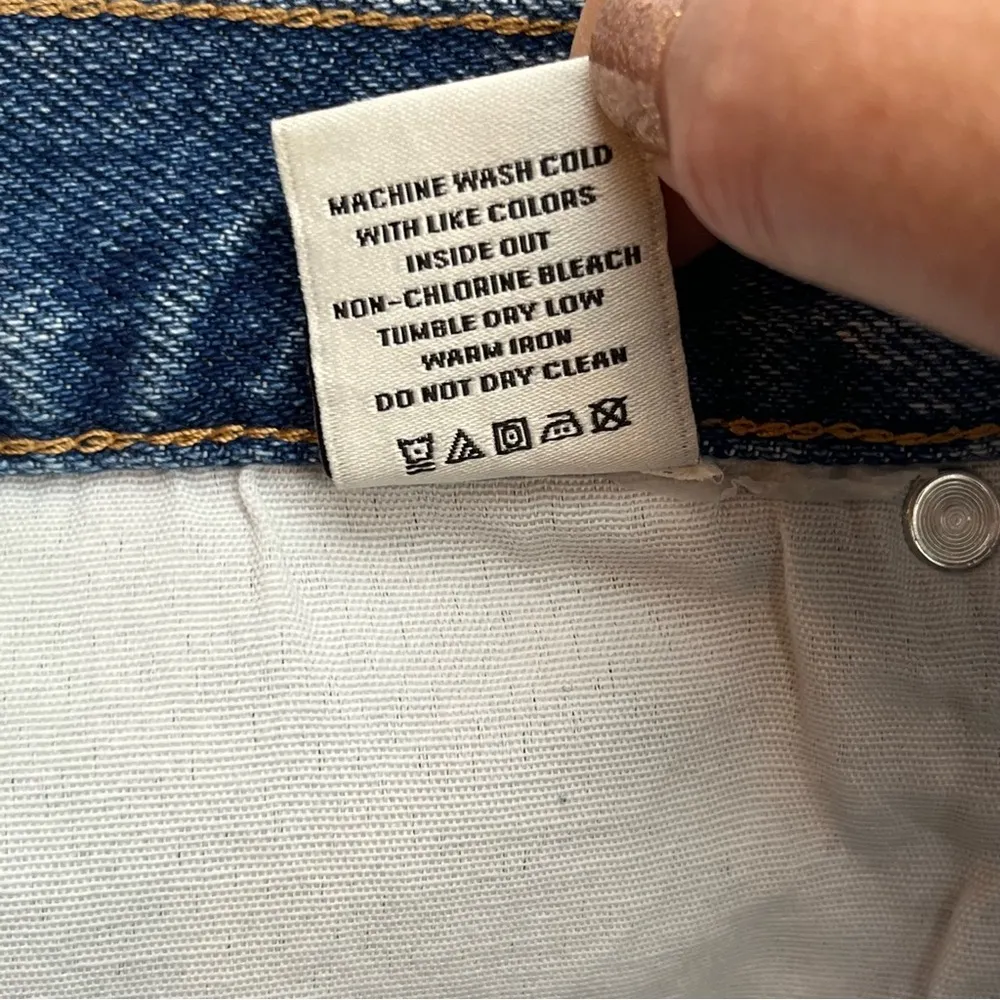 MACHINE WASH COLD
WITH LIKE COLORS
INSIDE OUT
NON-CHLORINE BLEACH
TUMBLE DRY LOW
WARM IRON
DO NOT DRY CLEAN